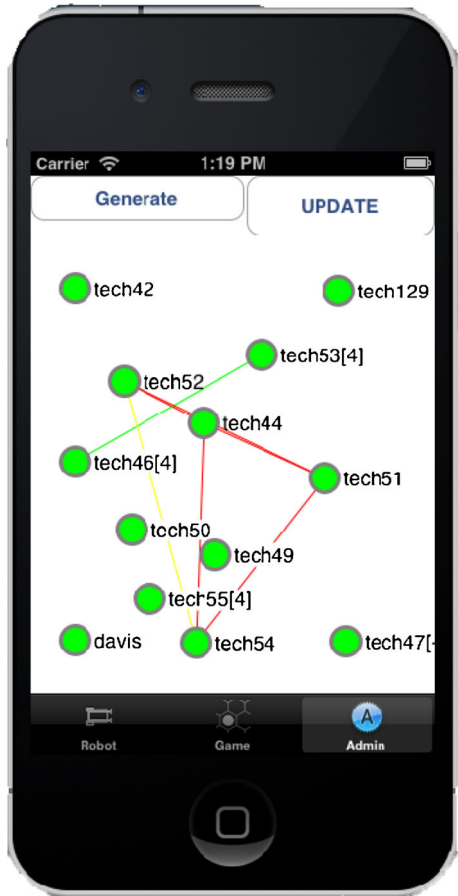 Carrier 1:19 PM
Generate UPDATE
tech42 tech129
tech53[4]
tech52
tech44
tech46[4]
tech51
tech50
tech49
tech55[4]
davis tech54 tech47[-
A
Robot Game Admin